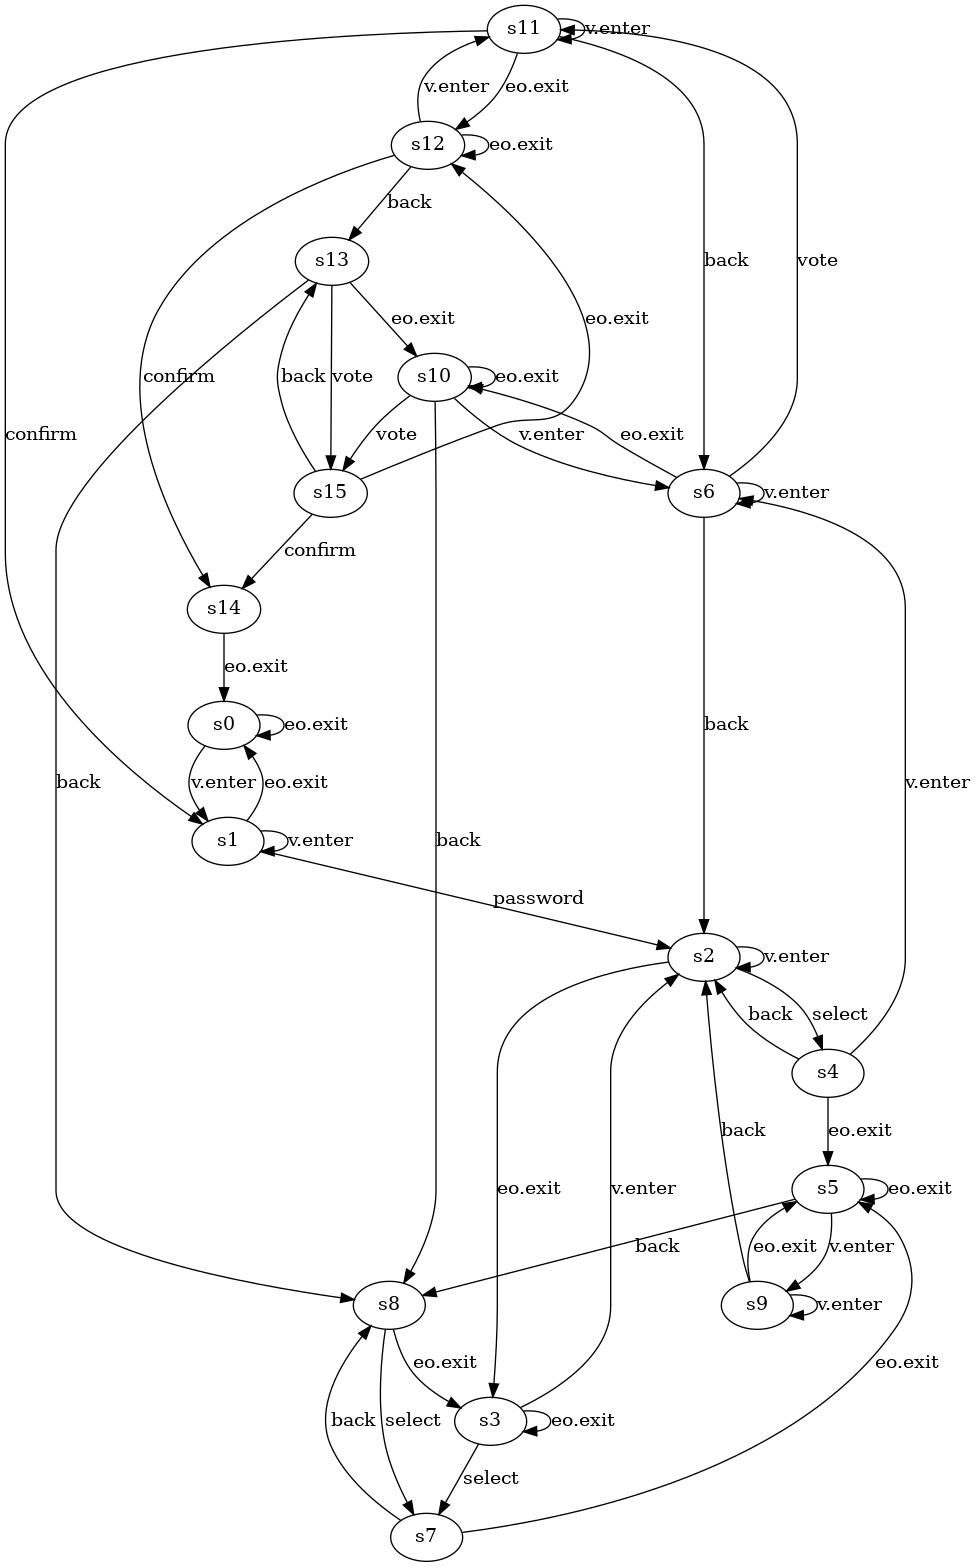 s11
v.enter
v.enter
eo.exit
s12
eo.exit
back
s13
back
vote
eo.exit
eo.exit
confirm
back
vote
s10
eo.exit
confirm
vote
v.enter
eo.exit
s15
s6
v.enter
confirm
s14
eo.exit
s0
eo.exit
back
back
v.enter
eo.exit
v.enter
s1
v.enter
back
password
s2
v.enter
back
select
s4
back
eo.exit
eo.exit
v.enter
s5
eo.exit
back
eo.exit
v.enter
s8
s9
v.enter
eo.exit
eo.exit
back
select
s3
eo.exit
select
s7